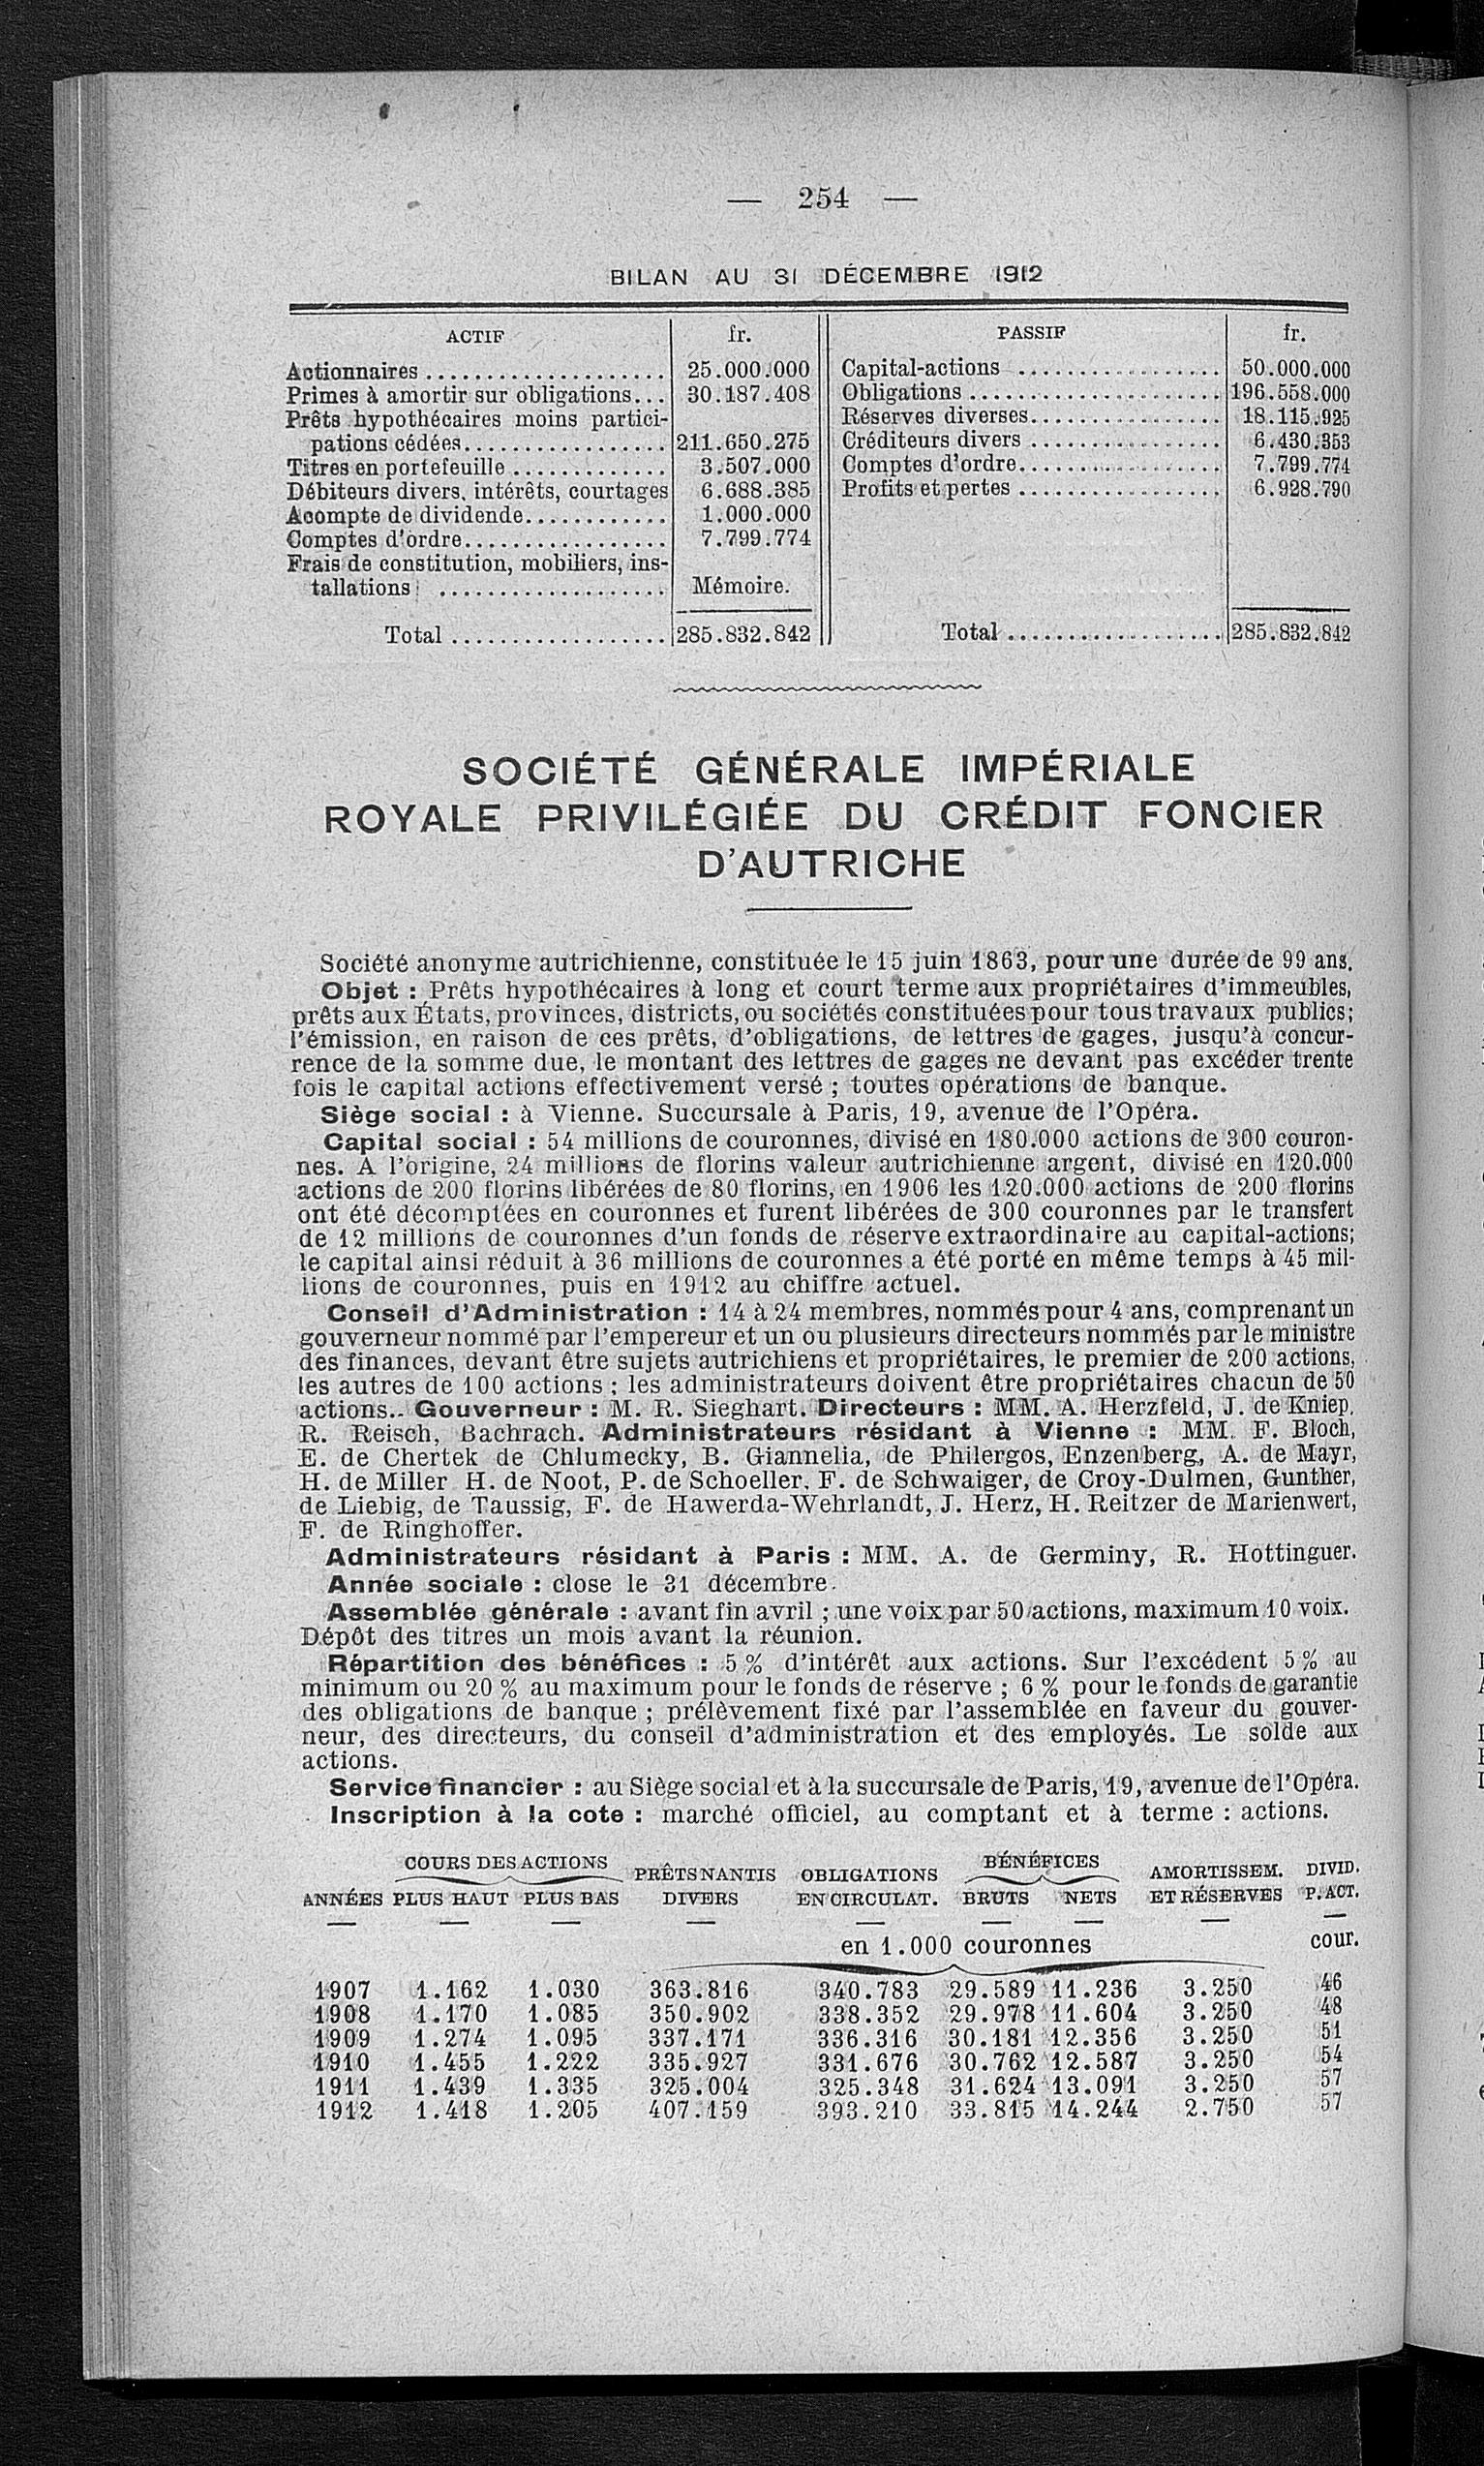 — 254 —
BILAN AU 31 DÉCEMBRE 1912
ACTIF fr. PASSIF fr.
Actionnaires .................... 25.000.000 Capital-actions ................. 50.000.000
Primes à amortir sur obligations... 30.187.408 Obligations ..................... 196.558.000
Prêts hypothécaires moins partici- Réserves diverses................ 18.115.925
pations cédées................. 211.650.275 Créditeurs divers ................ 6.430.353
Titres en portefeuille ............. 3.507.000 Comptes d'ordre................. 7.799.774
Débiteurs divers, intérêts, courtages 6.688.385 Profits et pertes ................. 6.928.790
Acompte de dividende............ 1.000.000
Comptes d'ordre................. 7.799.774
Frais de constitution, mobiliers, ins-
tallations ................... Mémoire.
Total .................. 285.832.842 Total .................. 285.832.842
SOCIÉTÉ GÉNÉRALE IMPÉRIALE
ROYALE PRIVILÉGIÉE DU CRÉDIT FONCIER
D'AUTRICHE
Société anonyme autrichienne, constituée le 15 juin 1863, pour une durée de 99 ans.
Objet : Prêts hypothécaires à long et court terme aux propriétaires d'immeubles,
prêts aux États, provinces, districts, ou sociétés constituées pour tous travaux publics;
l'émission, en raison de ces prêts, d'obligations, de lettres de gages, jusqu'à concur-
rence de la somme due, le montant des lettres de gages ne devant pas excéder trente
fois le capital actions effectivement versé ; toutes opérations de banque.
Siège social : à Vienne. Succursale à Paris, 19, avenue de l'Opéra.
Capital social : 54 millions de couronnes, divisé en 180.000 actions de 300 couron-
nes. A l'origine, 24 millions de florins valeur autrichienne argent, divisé en 120.000
actions de 200 florins libérées de 80 florins, en 1906 les 120.000 actions de 200 florins
ont été décomptées en couronnes et furent libérées de 300 couronnes par le transfert
de 12 millions de couronnes d'un fonds de réserve extraordinaire au capital-actions;
le capital ainsi réduit à 36 millions de couronnes a été porté en même temps à 45 mil-
lions de couronnes, puis en 1912 au chiffre actuel.
Conseil d'Administration : 14 à 24 membres, nommés pour 4 ans, comprenant un
gouverneur nommé par l'empereur et un ou plusieurs directeurs nommés par le ministre
des finances, devant être sujets autrichiens et propriétaires, le premier de 200 actions,
les autres de 100 actions ; les administrateurs doivent être propriétaires chacun de 50
actions.. Gouverneur : M. R. Sieghart. Directeurs : MM. A. Herzfeld, J. de Kniep,
R. Reisch, Bachrach. Administrateurs résidant à Vienne : MM. F. Bloch,
E. de Chertek de Chlumecky, B. Giannelia, de Philergos, Enzenberg, A. de Mayr,
H. de Miller H. de Noot, P. de Schoeller, F. de Schwaiger, de Croy-Dulmen, Gunther,
de Liebig, de Taussig, F. de Hawerda-Wehrlandt, J. Herz, H. Reitzer de Marienwert,
F. de Ringhoffer.
Administrateurs résidant à Paris : MM. A. de Germiny, R. Hottinguer.
Année sociale : close le 31 décembre.
Assemblée générale : avant fin avril ; une voix par 50 actions, maximum 10 voix.
Dépôt des titres un mois avant la réunion.
Répartition des bénéfices : 5 % d'intérêt aux actions. Sur l'excédent 5 % au
minimum ou 20 % au maximum pour le fonds de réserve ; 6 % pour le fonds de garantie
des obligations de banque ; prélèvement fixé par l'assemblée en faveur du gouver-
neur, des directeurs, du conseil d'administration et des employés. Le solde aux
actions.
Service financier : au Siège social et à la succursale de Paris, 19, avenue de l'Opéra.
Inscription à la cote : marché officiel, au comptant et à terme : actions.
COURS DES ACTIONS PRÊTS NANTIS OBLIGATIONS BÉNÉFICES AMORTISSEM. DIVID.
ANNÉES PLUS HAUT PLUS BAS DIVERS EN CIRCULAT. BRUTS NETS ET RÉSERVES P. ACT.
en 1.000 couronnes cour.
1907 1.162 1.030 363.816 340.783 29.589 11.236 3.250 46
1908 1.170 1.085 350.902 338.352 29.978 11.604 3.250 48
1909 1.274 1.095 337.171 336.316 30.181 12.356 3.250 51
1910 1.455 1.222 335.927 331.676 30.762 12.587 3.250 54
1911 1.439 1.335 325.004 325.348 31.624 13.091 3.250 57
1912 1.418 1.205 407.159 393.210 33.815 14.244 2.750 57